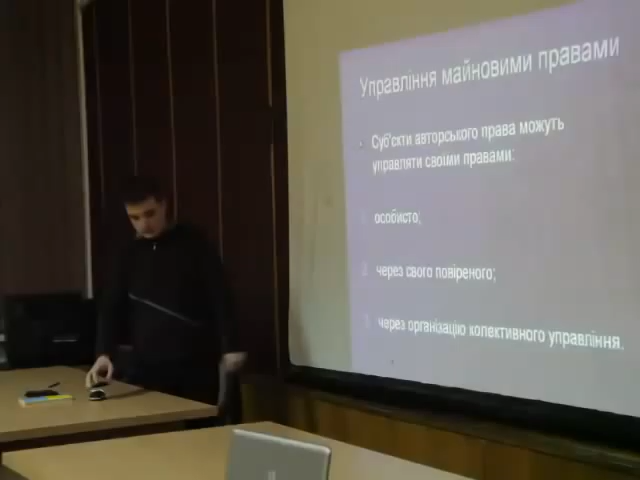 Управління майновими правами
Суб'єкти авторського права можуть
управляти своїми правами:
особисто;
через свого повіреного;
через організацію колективного управління.